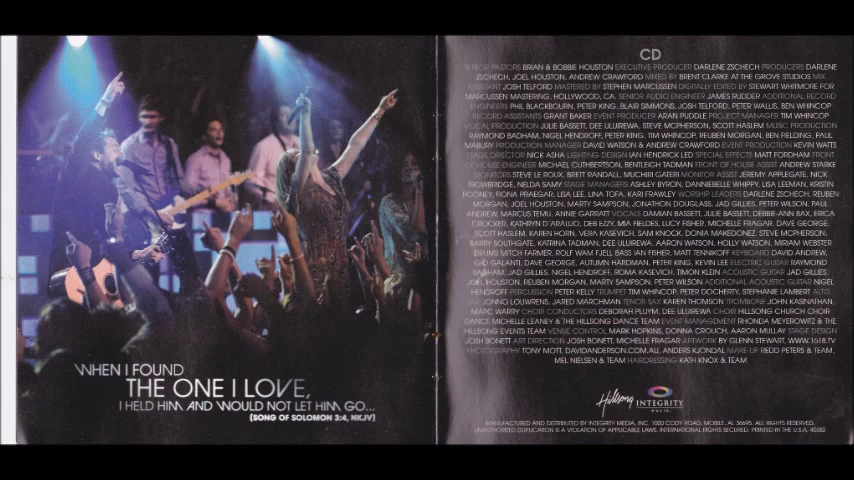 WHEN I FOUND
THE ONE I LOVE,
I HELD HIM AND WOULD NOT LET HIM GO...
(SONG OF SOLOMON 3:4, NKJV)
CD
SENIOR PASTORS BRIAN & BOBBIE HOUSTON EXECUTIVE PRODUCER DARLENE ZSCHECH PRODUCERS DARLENE
ZSCHECH, JOEL HOUSTON, ANDREW CRAWFORD MIXED BY BRENT CLARKE AT THE GROVE STUDIOS MIX
ASSISTANT JOSH TELFORD MASTERED BY STEPHEN MARCUSSEN DIGITALLY EDITED BY STEWART WHITMORE FOR
MARCUSSEN MASTERING, HOLLYWOOD, CA. SENIOR AUDIO ENGINEER JAMES RUDDER ADDITIONAL RECORD
ENGINEERS PHIL BLACKBOURN, PETER KING, BLAIR SIMMONS, JOSH TELFORD, PETER WALLIS, BEN WHINCOP
RECORD ASSISTANTS GRANT BAKER EVENT PRODUCER ARAN PUDDLE PROJECT MANAGER TIM WHINCOP
VOCAL PRODUCTION JULIE BASSETT, DEE ULUIREWA, STEVE MCPHERSON, SCOTT HASLEM MUSIC PRODUCTION
RAYMOND BADHAM, NIGEL HENDROFF, PETER KING, TIM WHINCOP, REUBEN MORGAN, BEN FIELDING, PAUL
MABURY PRODUCTION MANAGER DAVID WATSON & ANDREW CRAWFORD EVENT PRODUCTION KEVIN WATTS
STAGE DIRECTOR NICK ASHA LIGHTING DESIGN IAN HENDRICK LED SPECIAL EFFECTS MATT FORDHAM FRONT
OF HOUSE ENGINEER MICHAEL CUTHBERTSON, BENTLEIGH TADMAN FRONT OF HOUSE ASSIST ANDREW STARKE
MONITORS STEVE LE ROUX, BRETT RANDALL, MUCHIRI GATERI MONITOR ASSIST JEREMY APPLEGATE, NICK
TROWBRIDGE, NELDA SAMY STAGE MANAGERS ASHLEY BYRON, DANNIEBELLE WHIPPY, LISA LEEMAN, KRISTIN
ROONEY, FIONA PRAEGAR, LISA LEE, LINA TOFA, KARI FRAWLEY WORSHIP LEADERS DARLENE ZSCHECH, REUBEN
MORGAN, JOEL HOUSTON, MARTY SAMPSON, JONATHON DOUGLASS, JAD GILLIES, PETER WILSON, PAUL
ANDREW, MARCUS TEMU, ANNIE GARRATT VOCALS DAMIAN BASSETT, JULIE BASSETT, DEBBIE-ANN BAX, ERICA
CROCKER, KATHRYN D'ARAUJO, DEB EZZY, MIA FIELDES, LUCY FISHER, MICHELLE FRAGAR, DAVE GEORGE,
SCOTT HASLEM, KAREN HORN, VERA KASEVICH, SAM KNOCK, DONIA MAKEDONEZ, STEVE MCPHERSON,
BARRY SOUTHGATE, KATRINA TADMAN, DEE ULUIREWA, AARON WATSON, HOLLY WATSON, MIRIAM WEBSTER
DRUMS MITCH FARMER, ROLF WAM FJELL BASS IAN FISHER, MATT TENNIKOFF KEYBOARD DAVID ANDREW,
GIO GALANTI, DAVE GEORGE, AUTUMN HARDMAN, PETER KING, KEVIN LEE ELECTRIC GUITAR RAYMOND
BADHAM, JAD GILLIES, NIGEL HENDROFF, ROMA KASEVICH, TIMON KLEIN ACOUSTIC GUITAR JAD GILLIES,
JOEL HOUSTON, REUBEN MORGAN, MARTY SAMPSON, PETER WILSON ADDITIONAL ACOUSTIC GUITAR NIGEL
HENDROFF PERCUSSION PETER KELLY TRUMPET TIM WHINCOP, PETER DOCHERTY, STEPHANIE LAMBERT ALTO
SAX JONNO LOUWRENS, JARED MARCHMAN TENOR SAX KAREN THOMSON TROMBONE JOHN KASINATHAN,
MARC WARRY CHOIR CONDUCTORS DEBORAH PLUYM, DEE ULUIREWA CHOIR HILLSONG CHURCH CHOIR
DANCE MICHELLE LEANEY & THE HILLSONG DANCE TEAM EVENT MANAGEMENT RHONDA MEYEROWITZ & THE
HILLSONG EVENTS TEAM VENUE CONTROL MARK HOPKINS, DONNA CROUCH, AARON MULLAY STAGE DESIGN
JOSH BONETT ART DIRECTION JOSH BONETT, MICHELLE FRAGAR ARTWORK BY GLENN STEWART, WWW.1618.TV
PHOTOGRAPHY TONY MOTT, DAVIDANDERSON.COM.AU, ANDERS KJONDAL MAKE-UP REDD PETERS & TEAM,
MEL NIELSEN & TEAM HAIRDRESSING KATH KNOX & TEAM
Hillsong INTEGRITY
MUSIC
MANUFACTURED AND DISTRIBUTED BY INTEGRITY MEDIA, INC. 1000 CODY ROAD, MOBILE, AL 36695. ALL RIGHTS RESERVED.
UNAUTHORIZED DUPLICATION IS A VIOLATION OF APPLICABLE LAWS. INTERNATIONAL RIGHTS SECURED. PRINTED IN THE U.S.A. 40382